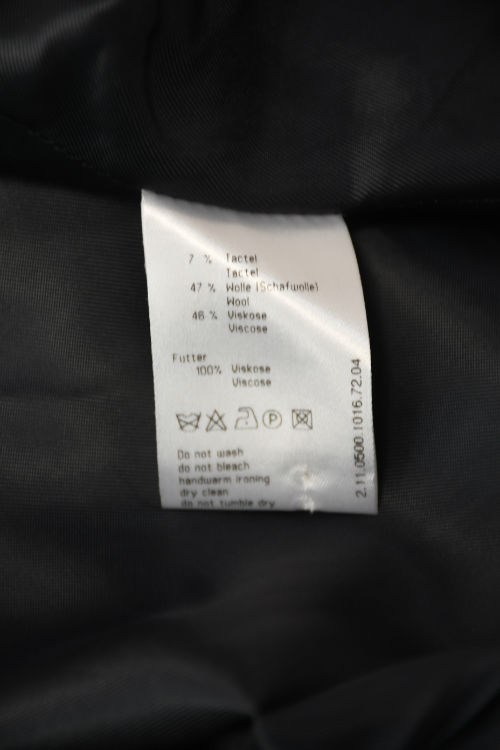 7 % Tactel
Tactel
47 % Wolle (Schafwolle)
Wool
46 % Viskose
Viscose
Futter
100% Viskose
Viscose
P
Do not wash
do not bleach
handwarm ironing
dry clean
do not tumble dry
2.11.0500.1016.72.04